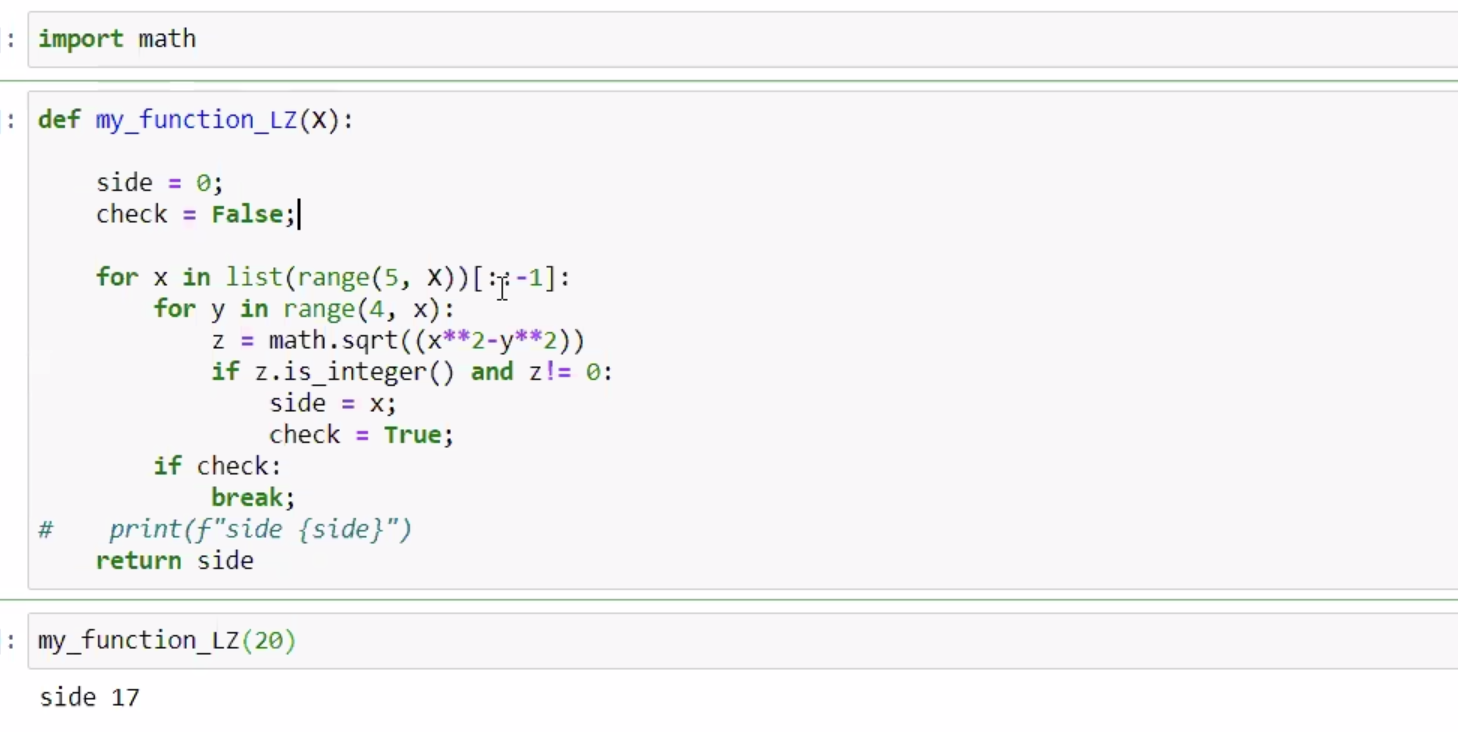 ]: import math
]: def my_function_LZ(X):
side = 0;
check = False;
for x in list(range(5, X))[::-1]:
for y in range(4, x):
z = math.sqrt((x**2-y**2))
if z.is_integer() and z!= 0:
side = x;
check = True;
if check:
break;
# print(f"side {side}")
return side
]: my_function_LZ(20)
side 17